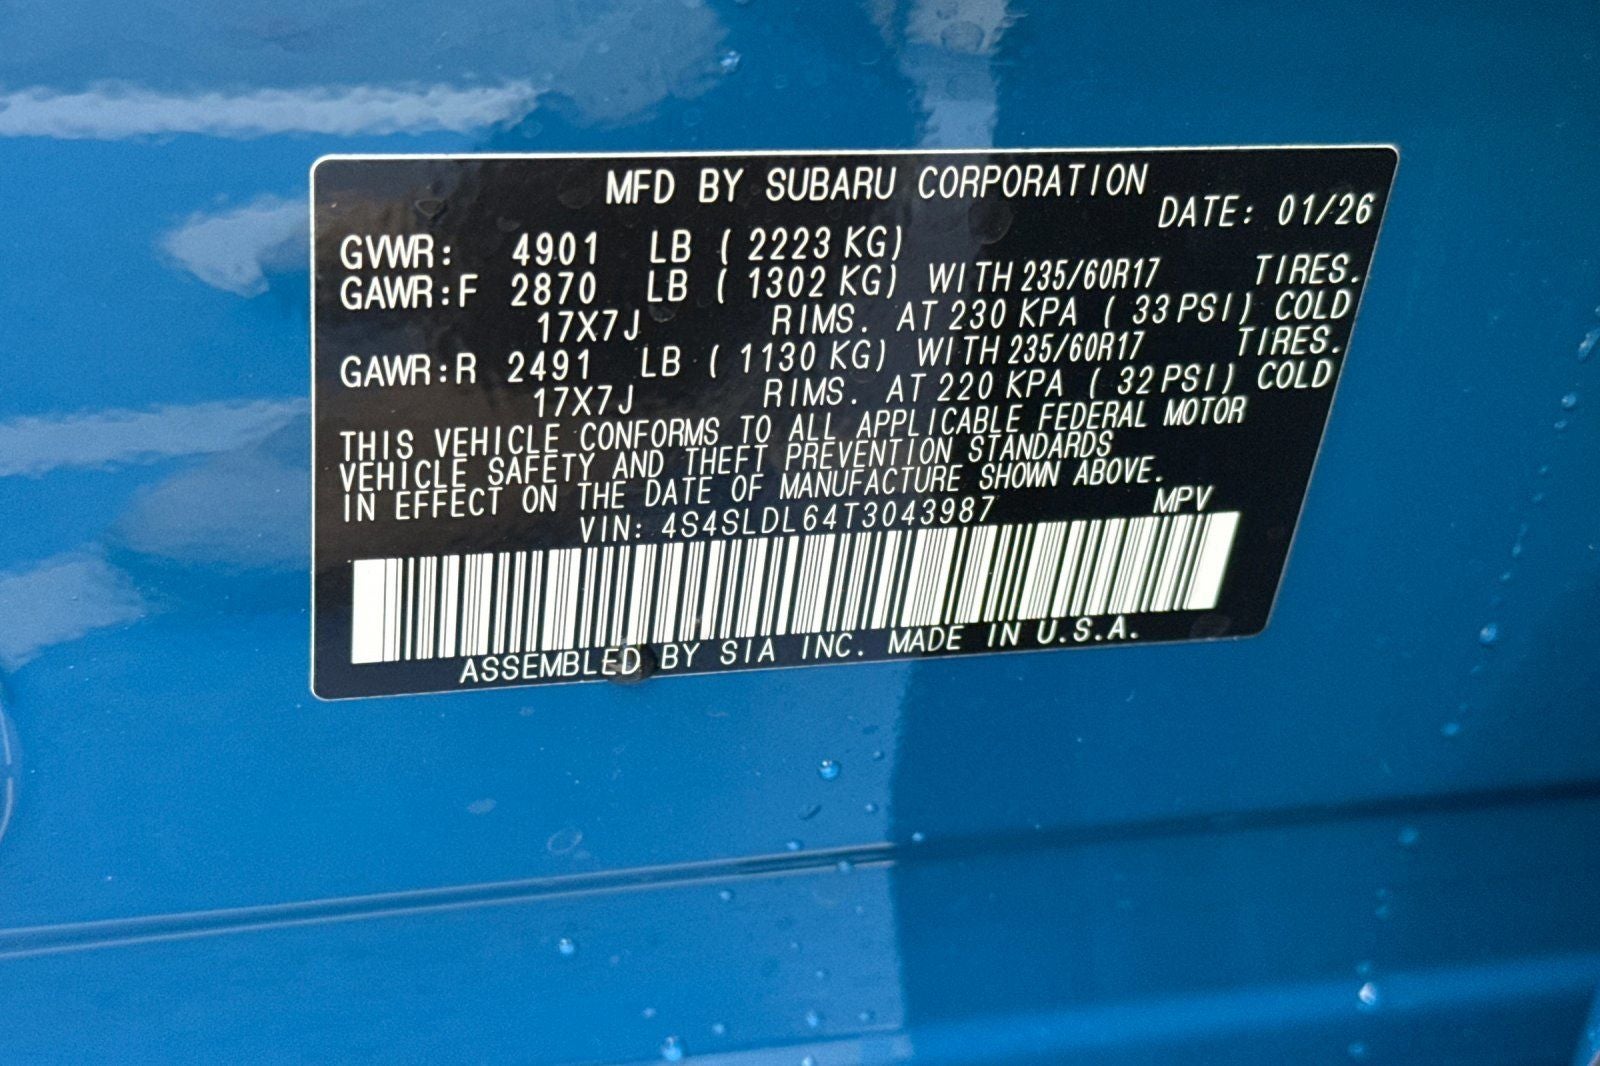 MFD BY SUBARU CORPORATION
DATE: 01/26
GVWR: 4901 LB ( 2223 KG)
GAWR:F 2870 LB ( 1302 KG) WITH 235/60R17 TIRES.
17X7J RIMS. AT 230 KPA ( 33 PSI) COLD
GAWR:R 2491 LB ( 1130 KG) WITH 235/60R17 TIRES.
17X7J RIMS. AT 220 KPA ( 32 PSI) COLD
THIS VEHICLE CONFORMS TO ALL APPLICABLE FEDERAL MOTOR
VEHICLE SAFETY AND THEFT PREVENTION STANDARDS
IN EFFECT ON THE DATE OF MANUFACTURE SHOWN ABOVE.
VIN: 4S4SLDL64T3043987 MPV
ASSEMBLED BY SIA INC. MADE IN U.S.A.